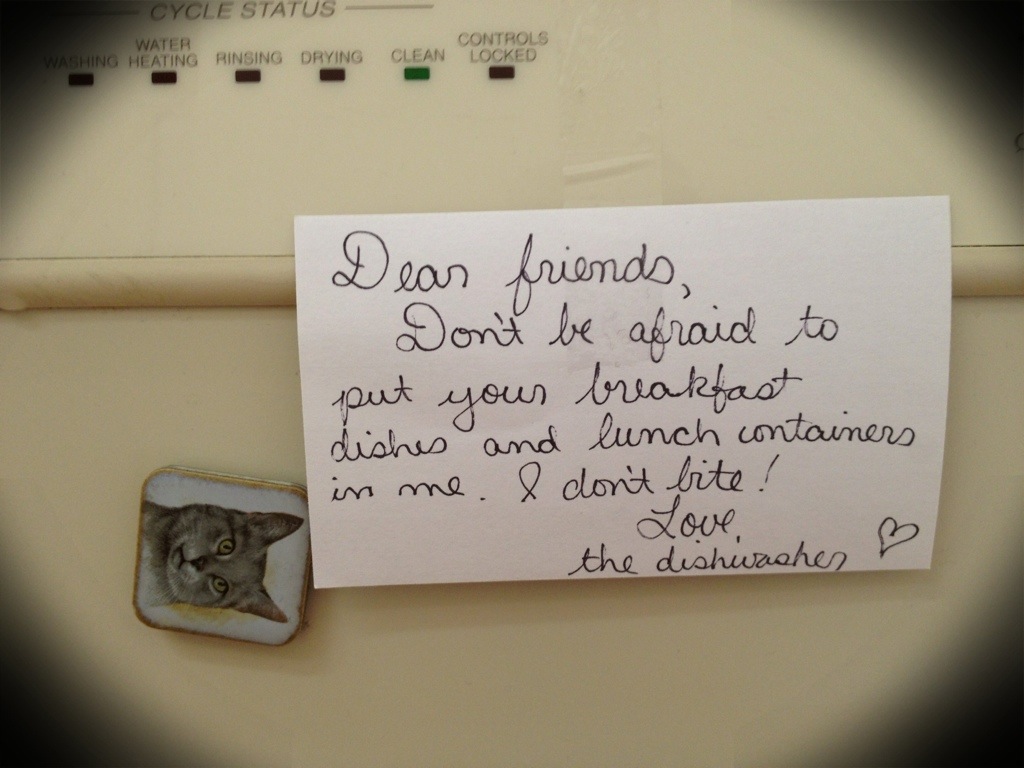 CYCLE STATUS
WASHING WATER HEATING RINSING DRYING CLEAN CONTROLS LOCKED
Dear friends,
Don't be afraid to
put your breakfast
dishes and lunch containers
in me. I don't bite!
Love,
the dishwasher